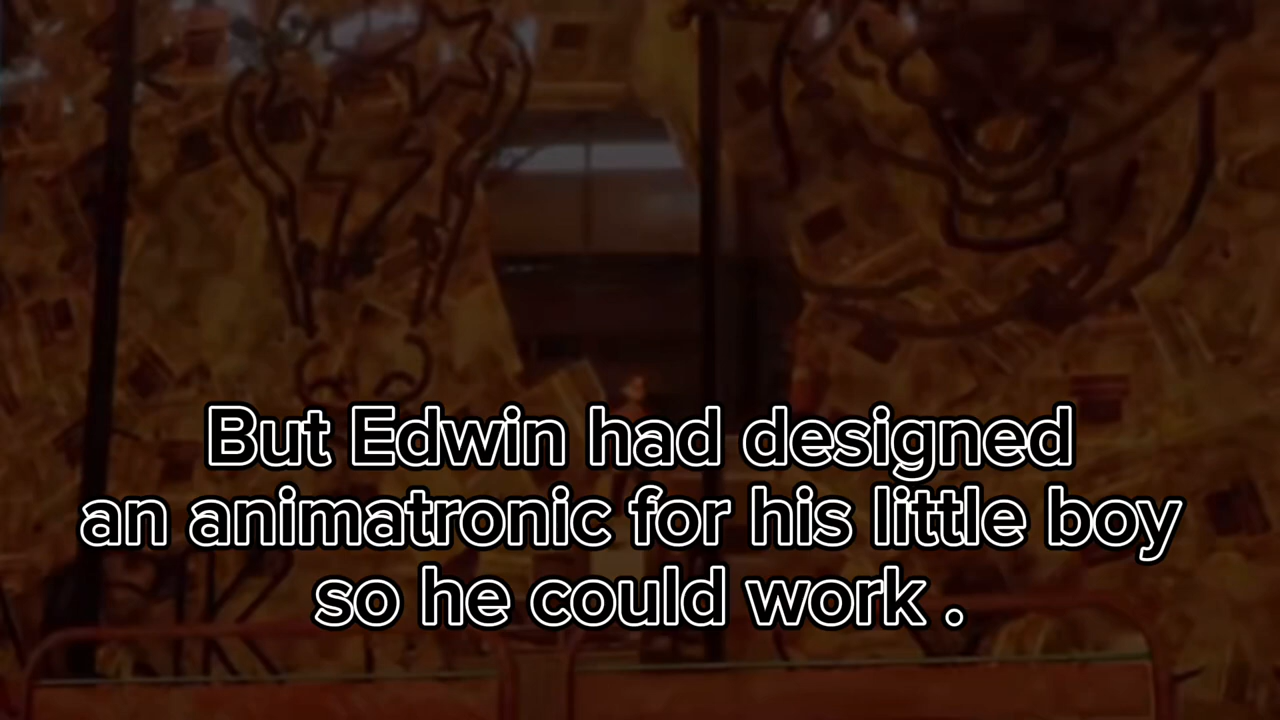 But Edwin had designed
an animatronic for his little boy
so he could work .